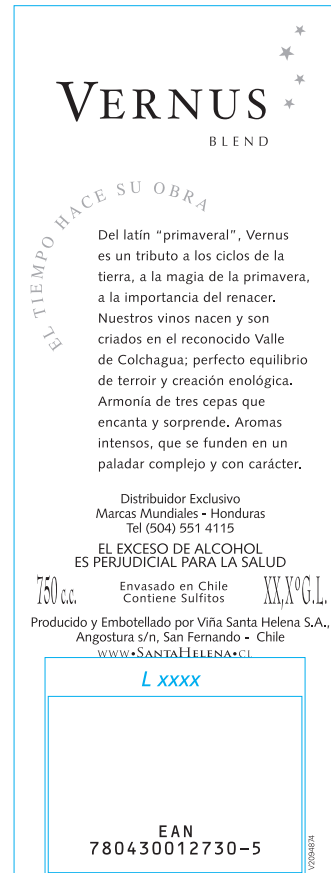 VERNUS
BLEND
EL TIEMPO HACE SU OBRA
Del latín “primaveral”, Vernus
es un tributo a los ciclos de la
tierra, a la magia de la primavera,
a la importancia del renacer.
Nuestros vinos nacen y son
criados en el reconocido Valle
de Colchagua; perfecto equilibrio
de terroir y creación enológica.
Armonía de tres cepas que
encanta y sorprende. Aromas
intensos, que se funden en un
paladar complejo y con carácter.
Distribuidor Exclusivo
Marcas Mundiales - Honduras
Tel (504) 551 4115
EL EXCESO DE ALCOHOL
ES PERJUDICIAL PARA LA SALUD
750 c.c.
Envasado en Chile
Contiene Sulfitos
XX,XºG.L.
Producido y Embotellado por Viña Santa Helena S.A.,
Angostura s/n, San Fernando - Chile
WWW•SANTAHELENA•CL
L xxxx
EAN
780430012730-5
V2094874